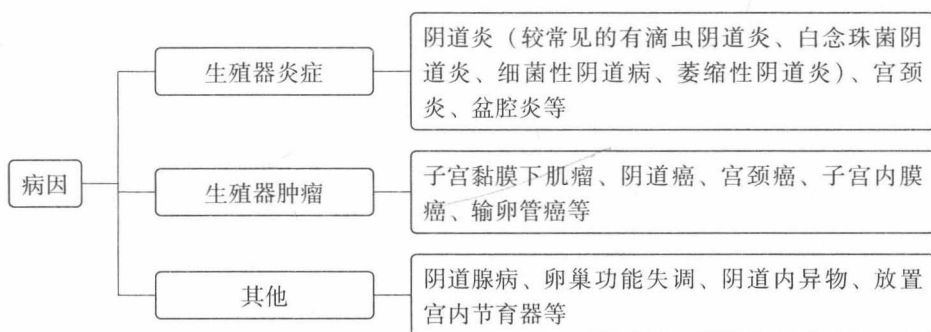 病因
生殖器炎症
阴道炎（较常见的有滴虫阴道炎、白念珠菌阴
道炎、细菌性阴道病、萎缩性阴道炎）、宫颈
炎、盆腔炎等
生殖器肿瘤
子宫黏膜下肌瘤、阴道癌、宫颈癌、子宫内膜
癌、输卵管癌等
其他
阴道腺病、卵巢功能失调、阴道内异物、放置
宫内节育器等